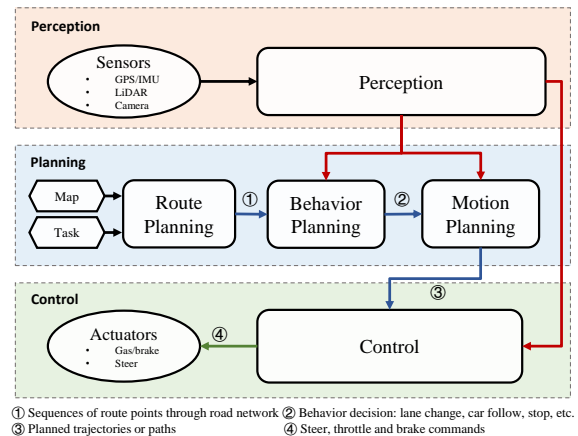 Perception
Sensors
• GPS/IMU
• LiDAR
• Camera
Perception
Planning
Map
Task
Route
Planning
①
Behavior
Planning
②
Motion
Planning
③
Control
Actuators
• Gas/brake
• Steer
④
Control
① Sequences of route points through road network ② Behavior decision: lane change, car follow, stop, etc.
③ Planned trajectories or paths ④ Steer, throttle and brake commands